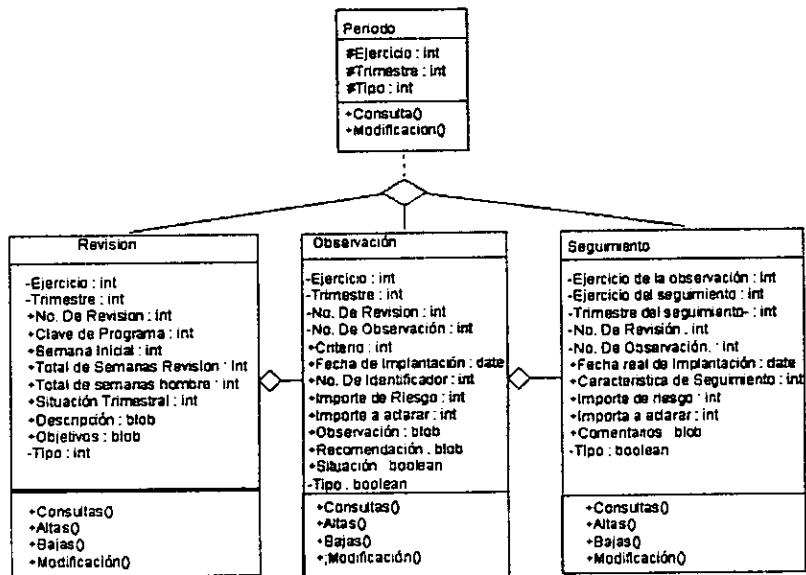 Periodo
#Ejercicio : int
#Trimestre : int
#Tipo : int
+Consulta()
+Modificacion()
Revision
-Ejercicio : int
-Trimestre : int
+No. De Revision : int
+Clave de Programa : int
+Semana Inicial : int
+Total de Semanas Revision : int
+Total de semanas hombre : int
+Situación Trimestral : int
+Descripción : blob
+Objetivos : blob
-Tipo : int
+Consultas()
+Altas()
+Bajas()
+Modificación()
Observación
-Ejercicio : int
-Trimestre : int
-No. De Revision : int
-No. De Observación : int
+Criterio : int
+Fecha de Implantación : date
+No. De Identificador : int
+Importe de Riesgo : int
+Importe a aclarar : int
+Observación : blob
+Recomendación . blob
+Situación boolean
-Tipo . boolean
+Consultas()
+Altas()
+Bajas()
+;Modificación()
Seguimiento
-Ejercicio de la observación : int
-Ejercicio del seguimiento : int
-Trimestre del seguimiento- : int
-No. De Revisión . int
-No. De Observación. : int
+Fecha real de Implantación : date
+Caracteristica de Seguimiento : int
+Importe de riesgo : int
+Importa a aclarar : int
+Comentarios blob
-Tipo : boolean
+Consultas()
+Altas()
+Bajas()
+Modificación()